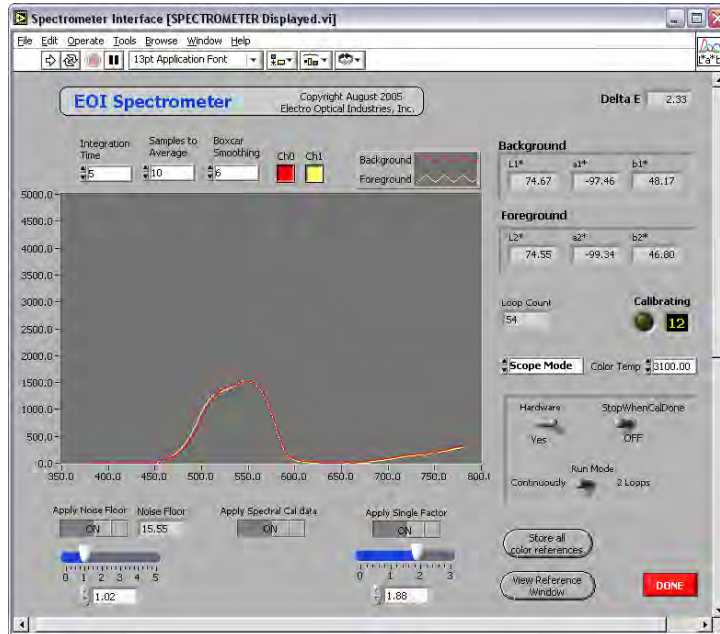 Spectrometer Interface [SPECTROMETER Displayed.vi]
File Edit Operate Tools Browse Window Help
13pt Application Font
EOI Spectrometer
Copyright August 2005
Electro Optical Industries, Inc.
Delta E 2.33
Integration Time
5
Samples to Average
10
Boxcar Smoothing
6
Ch0 Ch1
Background
Foreground
Background
L1* a1* b1*
74.67 -97.46 48.17
Foreground
L2* a2* b2*
74.55 -99.34 46.80
Loop Count
54
Calibrating
12
Scope Mode
Color Temp 3100.00
Hardware
Yes
StopWhenCalDone
OFF
Run Mode
Continuously 2 Loops
5000.0
4500.0
4000.0
3500.0
3000.0
2500.0
2000.0
1500.0
1000.0
500.0
0.0
350.0 400.0 450.0 500.0 550.0 600.0 650.0 700.0 750.0 800.0
Apply Noise Floor
ON
Noise Floor
15.55
Apply Spectral Cal data
ON
Apply Single Factor
ON
0 1 2 3 4 5
1.02
0 1 2 3
1.88
Store all
color references
View Reference
Window
DONE